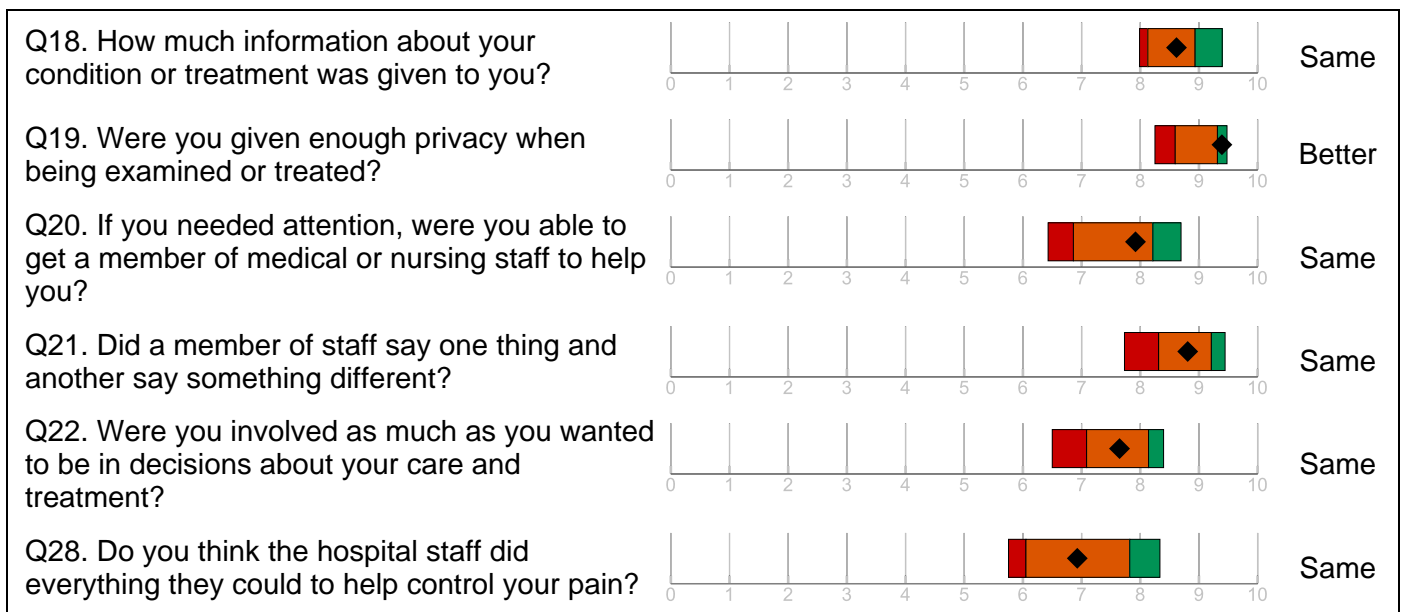 Q18. How much information about your
condition or treatment was given to you?
0 1 2 3 4 5 6 7 8 9 10
Same
Q19. Were you given enough privacy when
being examined or treated?
0 1 2 3 4 5 6 7 8 9 10
Better
Q20. If you needed attention, were you able to
get a member of medical or nursing staff to help
you?
0 1 2 3 4 5 6 7 8 9 10
Same
Q21. Did a member of staff say one thing and
another say something different?
0 1 2 3 4 5 6 7 8 9 10
Same
Q22. Were you involved as much as you wanted
to be in decisions about your care and
treatment?
0 1 2 3 4 5 6 7 8 9 10
Same
Q28. Do you think the hospital staff did
everything they could to help control your pain?
0 1 2 3 4 5 6 7 8 9 10
Same